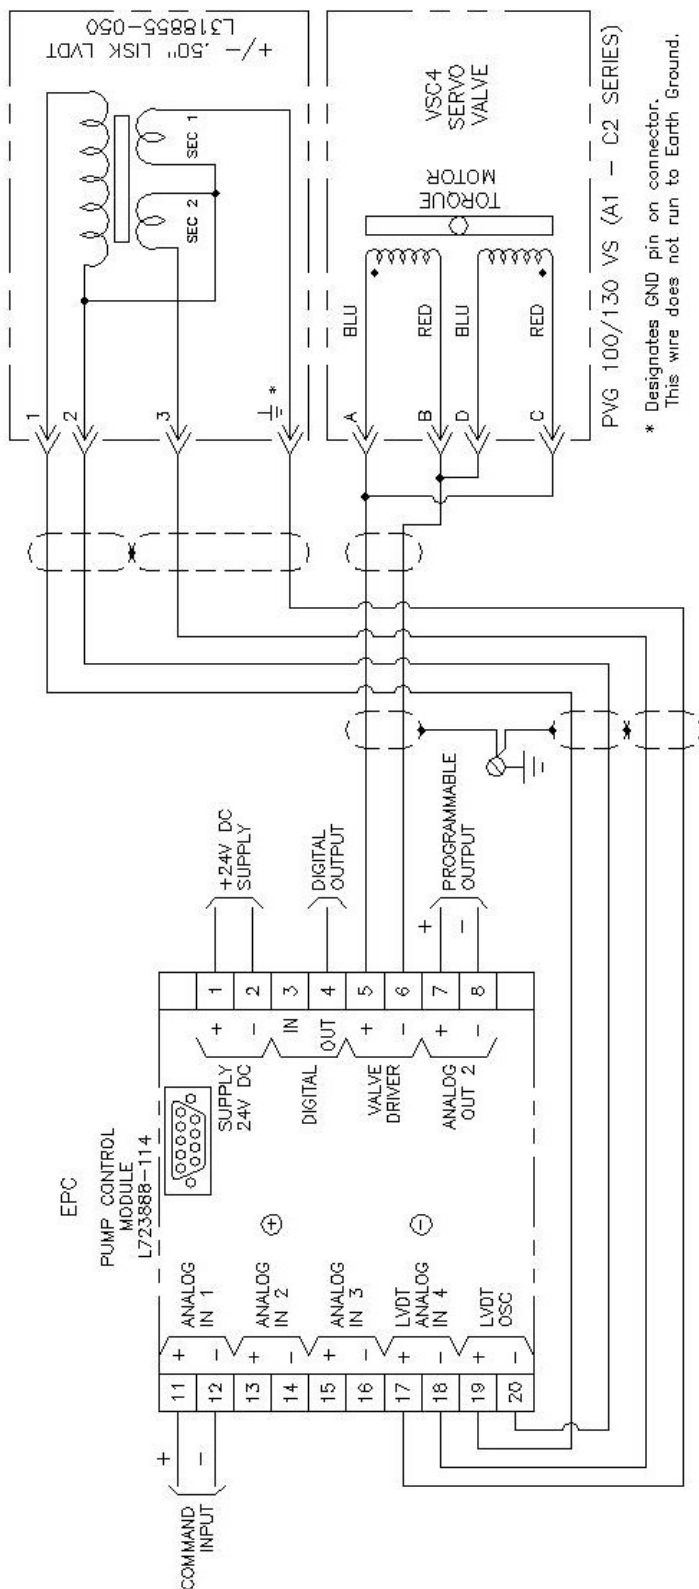 +/- .50" LISK LVDT
L318855-050
SEC 1
SEC 2
1
2
3
*
VSC4
SERVO
VALVE
TORQUE
MOTOR
BLU
RED
BLU
RED
A
B
D
C
PVG 100/130 VS (A1 - C2 SERIES)
* Designates GND pin on connector.
This wire does not run to Earth Ground.
+24V DC
SUPPLY
DIGITAL
OUTPUT
+
-
PROGRAMMABLE
OUTPUT
1
2
3
4
5
6
7
8
+
-
IN
OUT
+
-
+
-
SUPPLY
24V DC
DIGITAL
VALVE
DRIVER
ANALOG
OUT 2
EPC
PUMP CONTROL
MODULE
L723888-114
+
-
ANALOG
IN 1
ANALOG
IN 2
ANALOG
IN 3
LVDT
ANALOG
IN 4
LVDT
OSC
+
-
+
-
+
-
+
-
+
-
11
12
13
14
15
16
17
18
19
20
+
-
COMMAND
INPUT